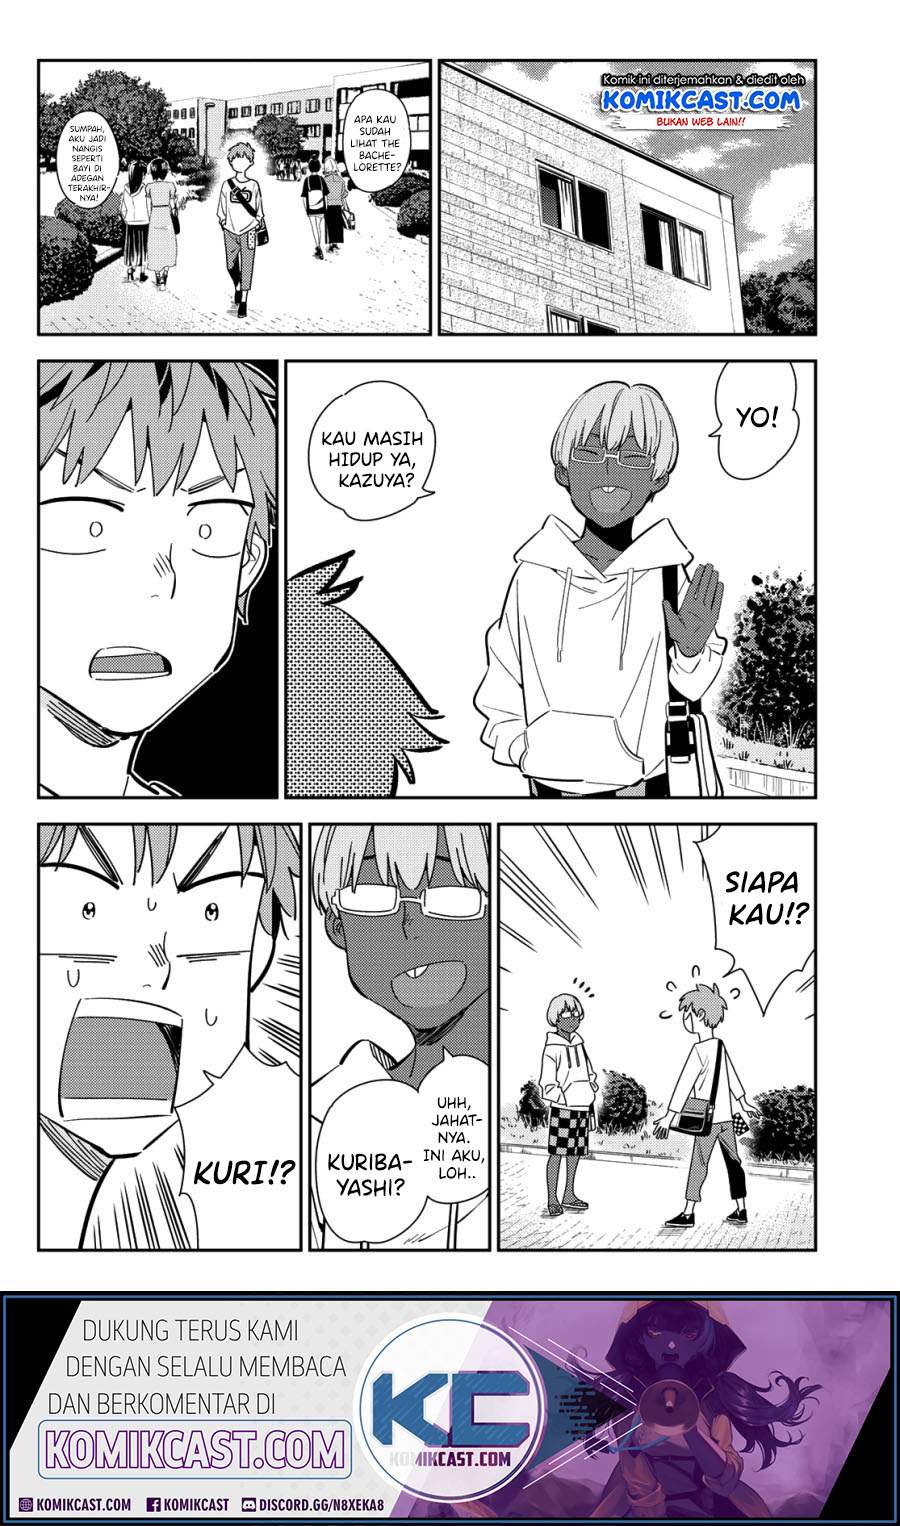 Komik ini diterjemahkan & diedit oleh
KOMIKCAST.COM
BUKAN WEB LAIN!!
APA KAU
SUDAH
LIHAT THE
BACHE-
LORETTE?
SUMPAH,
AKU JADI
NANGIS
SEPERTI
BAYI DI
ADEGAN
TERAKHIR-
NYA!
YO!
KAU MASIH
HIDUP YA,
KAZUYA?
SIAPA
KAU!?
UHH,
JAHAT-
NYA.
INI AKU,
LOH..
KURIBA-
YASHI?
KURI!?
DUKUNG TERUS KAMI
DENGAN SELALU MEMBACA
DAN BERKOMENTAR DI
KOMIKCAST.COM
KC
KOMIKCAST.COM
KOMIKCAST.COM
KOMIKCAST
DISCORD.GG/N8XEKA8